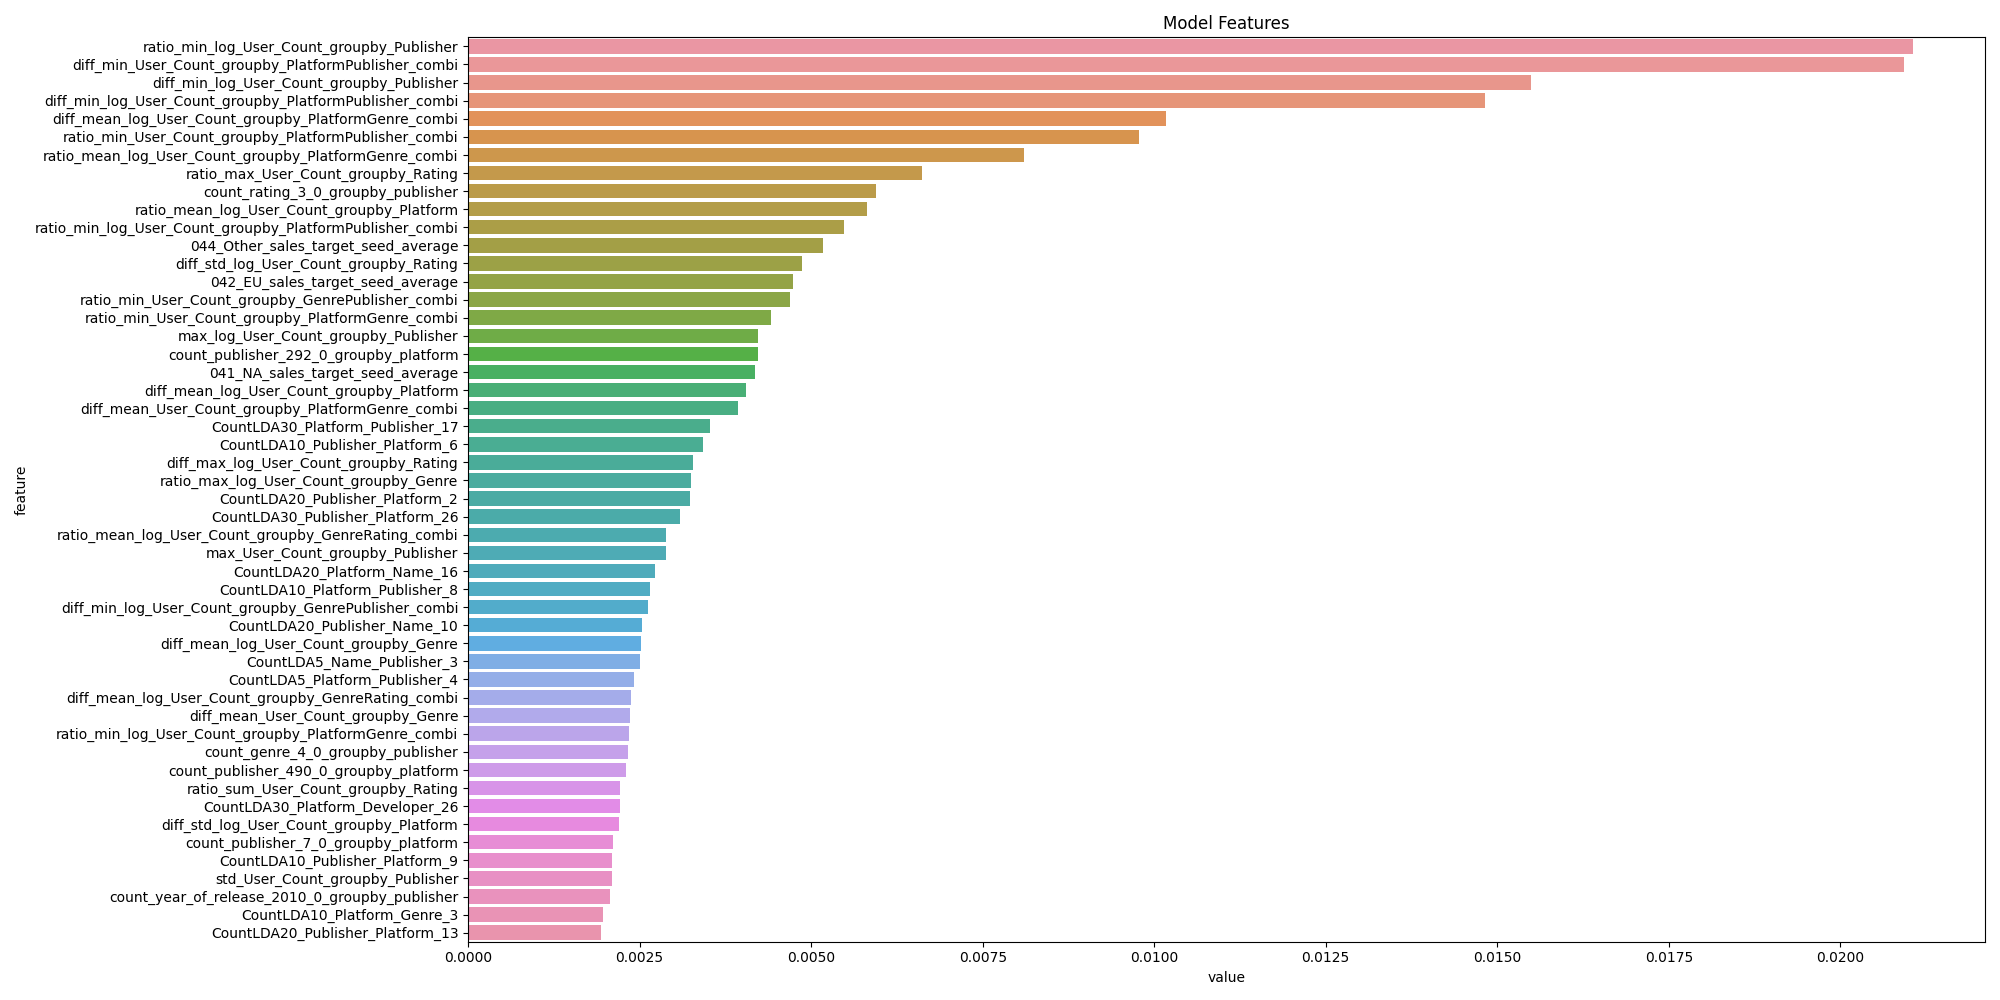 Model Features
ratio_min_log_User_Count_groupby_Publisher
diff_min_User_Count_groupby_PlatformPublisher_combi
diff_min_log_User_Count_groupby_Publisher
diff_min_log_User_Count_groupby_PlatformPublisher_combi
diff_mean_log_User_Count_groupby_PlatformGenre_combi
ratio_min_User_Count_groupby_PlatformPublisher_combi
ratio_mean_log_User_Count_groupby_PlatformGenre_combi
ratio_max_User_Count_groupby_Rating
count_rating_3_0_groupby_publisher
ratio_mean_log_User_Count_groupby_Platform
ratio_min_log_User_Count_groupby_PlatformPublisher_combi
044_Other_sales_target_seed_average
diff_std_log_User_Count_groupby_Rating
042_EU_sales_target_seed_average
ratio_min_User_Count_groupby_GenrePublisher_combi
ratio_min_User_Count_groupby_PlatformGenre_combi
max_log_User_Count_groupby_Publisher
count_publisher_292_0_groupby_platform
041_NA_sales_target_seed_average
diff_mean_log_User_Count_groupby_Platform
diff_mean_User_Count_groupby_PlatformGenre_combi
CountLDA30_Platform_Publisher_17
CountLDA10_Publisher_Platform_6
diff_max_log_User_Count_groupby_Rating
ratio_max_log_User_Count_groupby_Genre
CountLDA20_Publisher_Platform_2
CountLDA30_Publisher_Platform_26
ratio_mean_log_User_Count_groupby_GenreRating_combi
max_User_Count_groupby_Publisher
CountLDA20_Platform_Name_16
CountLDA10_Platform_Publisher_8
diff_min_log_User_Count_groupby_GenrePublisher_combi
CountLDA20_Publisher_Name_10
diff_mean_log_User_Count_groupby_Genre
CountLDA5_Name_Publisher_3
CountLDA5_Platform_Publisher_4
diff_mean_log_User_Count_groupby_GenreRating_combi
diff_mean_User_Count_groupby_Genre
ratio_min_log_User_Count_groupby_PlatformGenre_combi
count_genre_4_0_groupby_publisher
count_publisher_490_0_groupby_platform
ratio_sum_User_Count_groupby_Rating
CountLDA30_Platform_Developer_26
diff_std_log_User_Count_groupby_Platform
count_publisher_7_0_groupby_platform
CountLDA10_Publisher_Platform_9
std_User_Count_groupby_Publisher
count_year_of_release_2010_0_groupby_publisher
CountLDA10_Platform_Genre_3
CountLDA20_Publisher_Platform_13
feature
0.0000 0.0025 0.0050 0.0075 0.0100 0.0125 0.0150 0.0175 0.0200
value